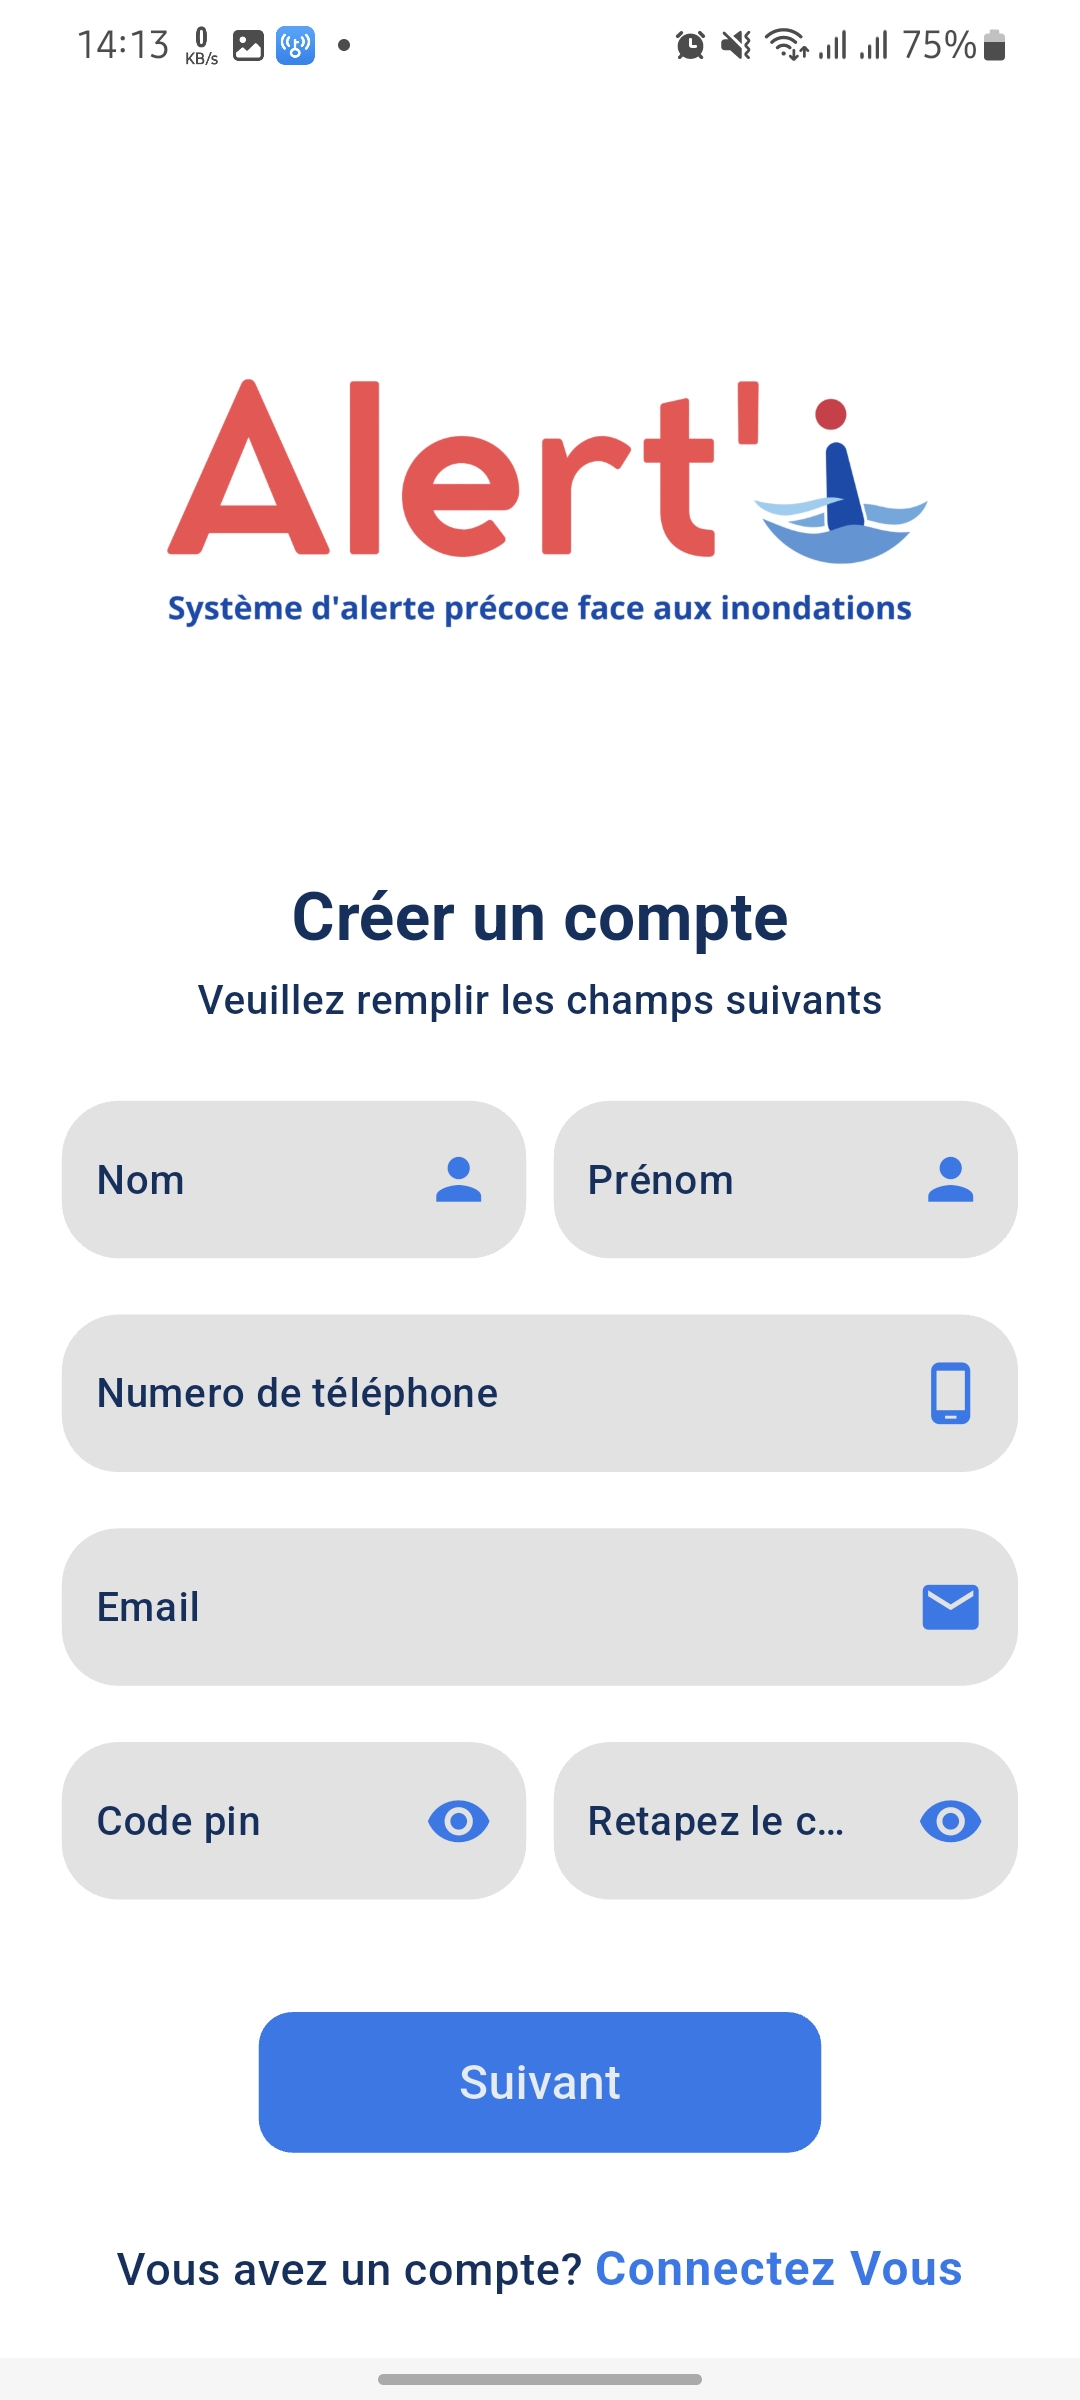 14:13 0 KB/s 75%
Alert'i
Système d'alerte précoce face aux inondations
Créer un compte
Veuillez remplir les champs suivants
Nom Prénom
Numero de téléphone
Email
Code pin Retapez le c...
Suivant
Vous avez un compte? Connectez Vous